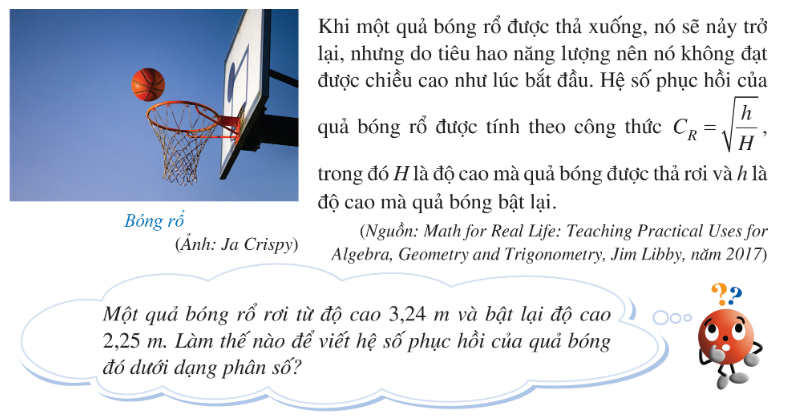 Khi một quả bóng rổ được thả xuống, nó sẽ nảy trở
lại, nhưng do tiêu hao năng lượng nên nó không đạt
được chiều cao như lúc bắt đầu. Hệ số phục hồi của
quả bóng rổ được tính theo công thức $C_R = \sqrt{\dfrac{h}{H}}$,
trong đó H là độ cao mà quả bóng được thả rơi và h là
độ cao mà quả bóng bật lại.
(Nguồn: Math for Real Life: Teaching Practical Uses for
Algebra, Geometry and Trigonometry, Jim Libby, năm 2017)
Bóng rổ
(Ảnh: Ja Crispy)
Một quả bóng rổ rơi từ độ cao 3,24 m và bật lại độ cao
2,25 m. Làm thế nào để viết hệ số phục hồi của quả bóng
đó dưới dạng phân số?
??